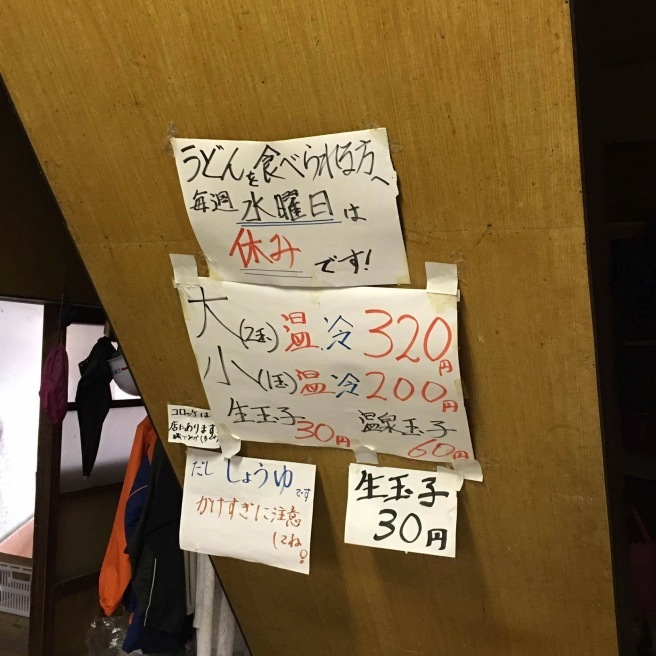 うどんを食べられる方へ
毎週水曜日は
休みです!
大(2玉)温冷320円
小(1玉)温冷200円
生玉子30円 温泉玉子60円
コロッケは
店にあります
だししょうゆです
かけすぎに注意
してね!
生玉子
30円